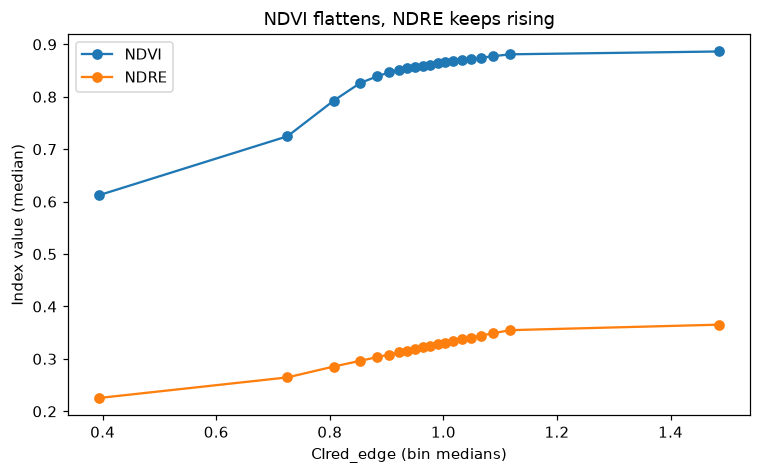 NDVI flattens, NDRE keeps rising
NDVI
NDRE
Index value (median)
0.9
0.8
0.7
0.6
0.5
0.4
0.3
0.2
0.4
0.6
0.8
1.0
1.2
1.4
CIred_edge (bin medians)